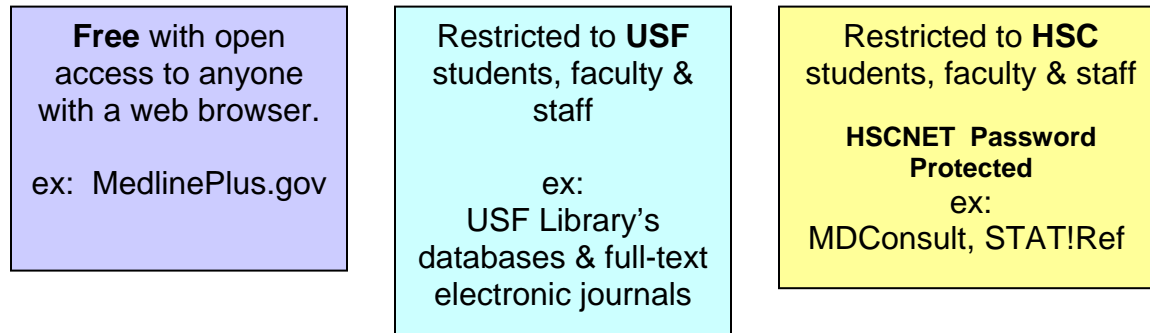 Free with open
access to anyone
with a web browser.
ex: MedlinePlus.gov
Restricted to USF
students, faculty &
staff
ex:
USF Library’s
databases & full-text
electronic journals
Restricted to HSC
students, faculty & staff
HSCNET Password
Protected
ex:
MDConsult, STAT!Ref